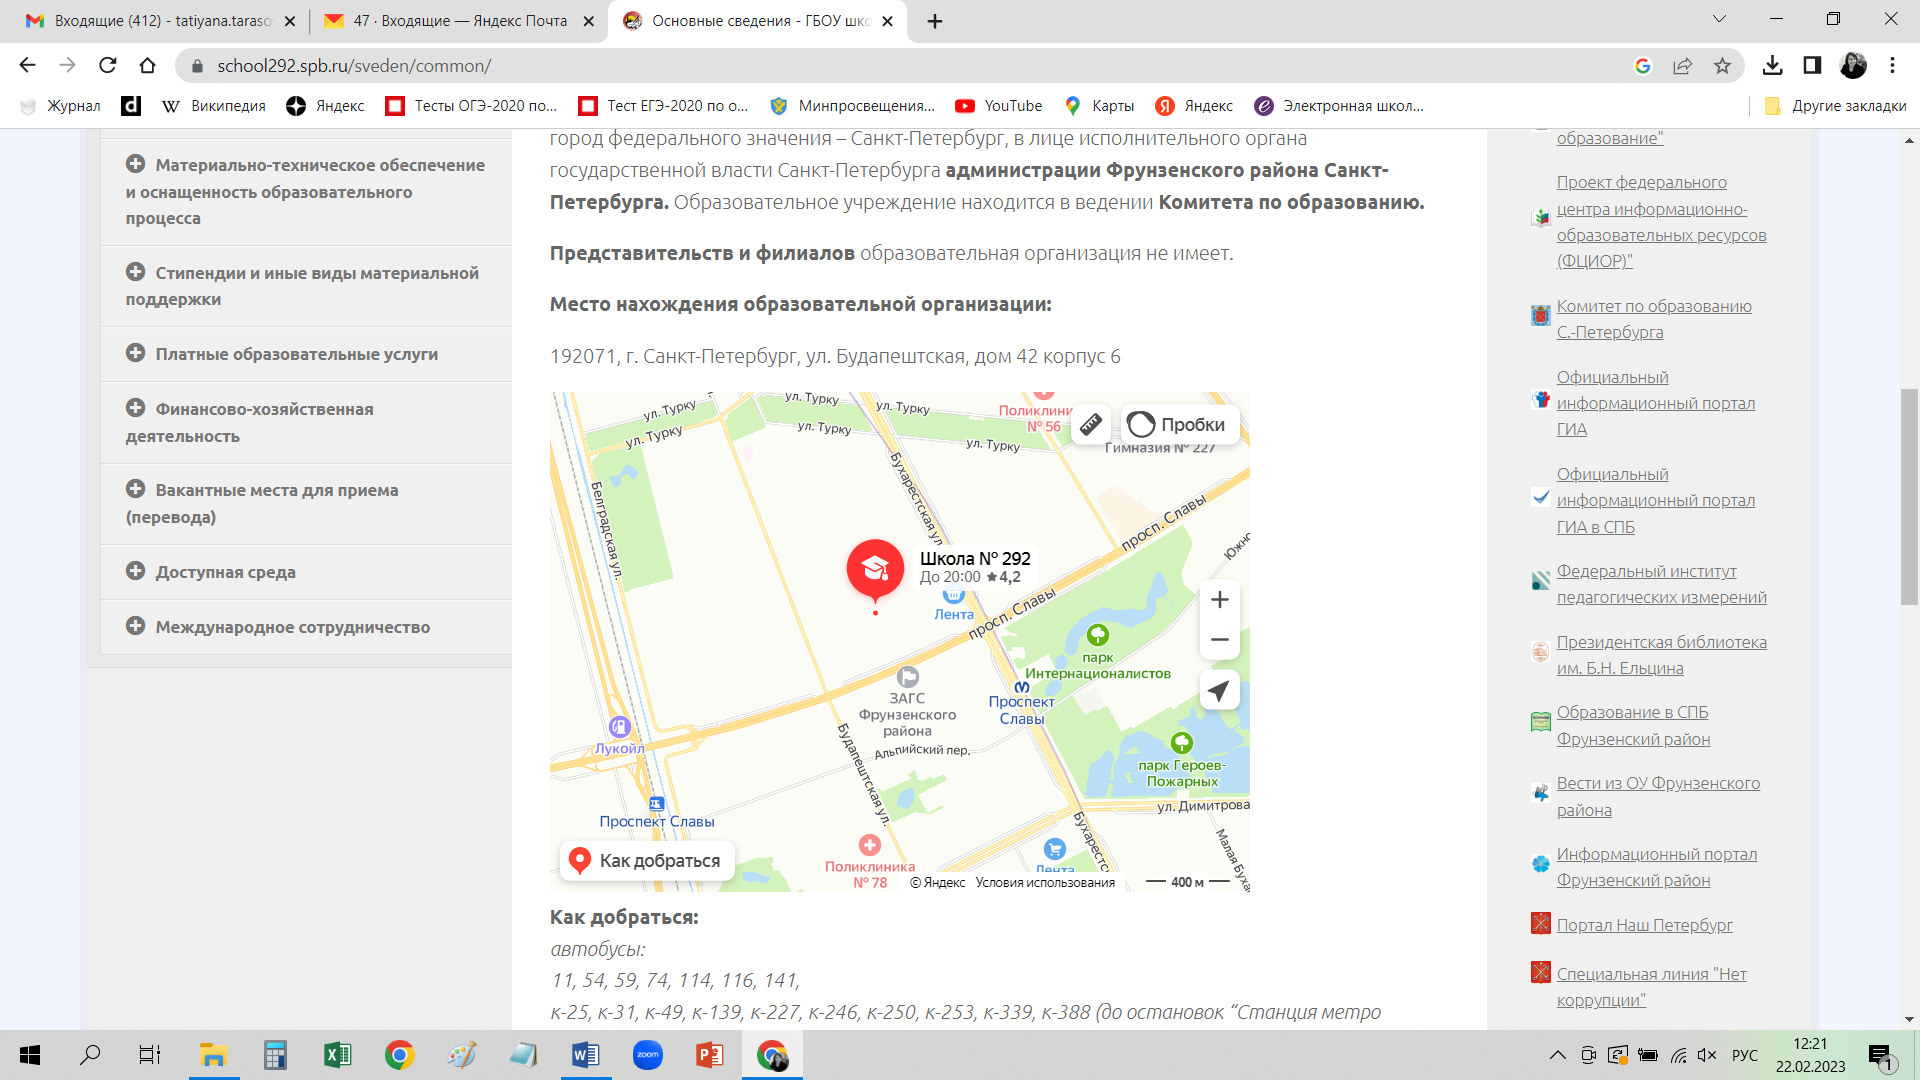 Входящие (412) - tatiyana.taraso
47 · Входящие — Яндекс Почта
Основные сведения - ГБОУ шко
school292.spb.ru/sveden/common/
Журнал
d
W Википедия
Яндекс
Тесты ОГЭ-2020 по...
Тест ЕГЭ-2020 по о...
Минпросвещения...
YouTube
Карты
Яндекс
Электронная школ...
Другие закладки
Материально-техническое обеспечение
и оснащенность образовательного
процесса
Стипендии и иные виды материальной
поддержки
Платные образовательные услуги
Финансово-хозяйственная
деятельность
Вакантные места для приема
(перевода)
Доступная среда
Международное сотрудничество
город федерального значения – Санкт-Петербург, в лице исполнительного органа
государственной власти Санкт-Петербурга администрации Фрунзенского района Санкт-
Петербурга. Образовательное учреждение находится в ведении Комитета по образованию.
Представительств и филиалов образовательная организация не имеет.
Место нахождения образовательной организации:
192071, г. Санкт-Петербург, ул. Будапештская, дом 42 корпус 6
ул. Турку
ул. Турку
ул. Турку
ул. Турку
ул. Турку
ул. Турку
Поликлини
№ 56
Пробки
Гимназия № 227
Белградская ул.
Бухарестская ул.
просп. Славы
Южно
Школа № 292
До 20:00 ★4,2
Лента
просп. Славы
парк
Интернационалистов
Проспект
Славы
ЗАГС
Фрунзенского
района
Альпийский пер.
Будапештская ул.
Лукойл
парк Героев-
Пожарных
ул. Димитрова
Бухарестс
Малая Буха
Проспект Славы
Поликлиника
№ 78
Лента
Как добраться
© Яндекс Условия использования
400 м
Как добраться:
автобусы:
11, 54, 59, 74, 114, 116, 141,
к-25, к-31, к-49, к-139, к-227, к-246, к-250, к-253, к-339, к-388 (до остановок “Станция метро
образование"
Проект федерального
центра информационно-
образовательных ресурсов
(ФЦИОР)"
Комитет по образованию
С.-Петербурга
Официальный
информационный портал
ГИА
Официальный
информационный портал
ГИА в СПБ
Федеральный институт
педагогических измерений
Президентская библиотека
им. Б.Н. Ельцина
Образование в СПБ
Фрунзенский район
Вести из ОУ Фрунзенского
района
Информационный портал
Фрунзенский район
Портал Наш Петербург
Специальная линия "Нет
коррупции"
zoom
РУС
12:21
22.02.2023
1